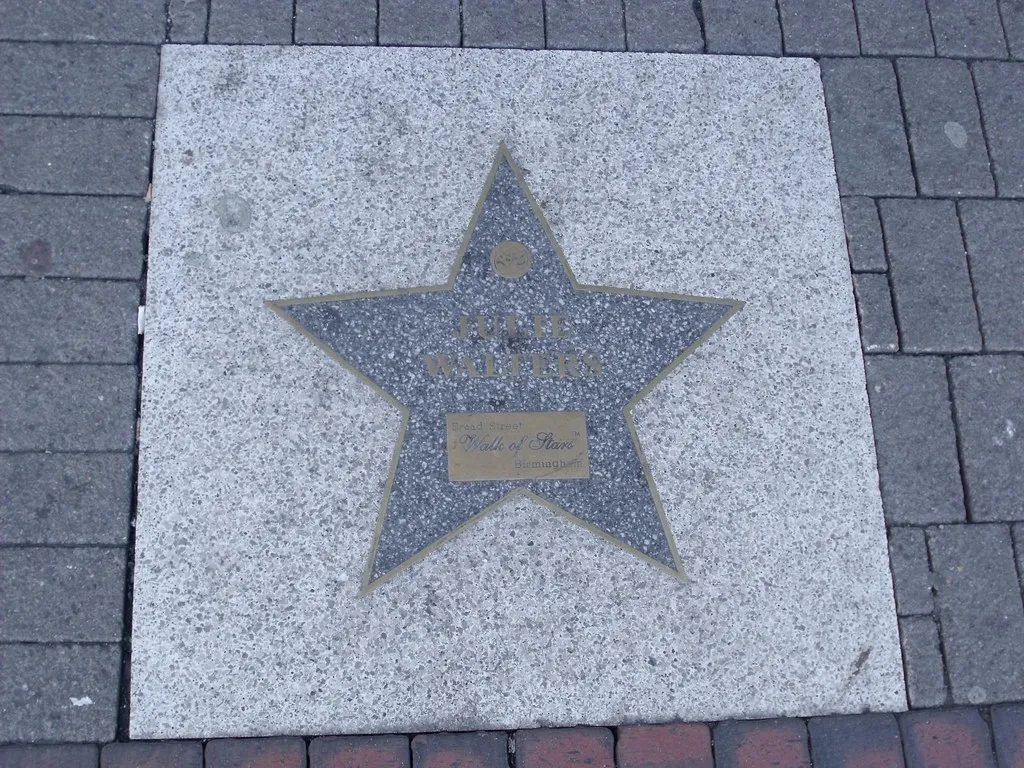 JULIE
WALTERS
Broad Street
"Walk of Stars"
Birmingham